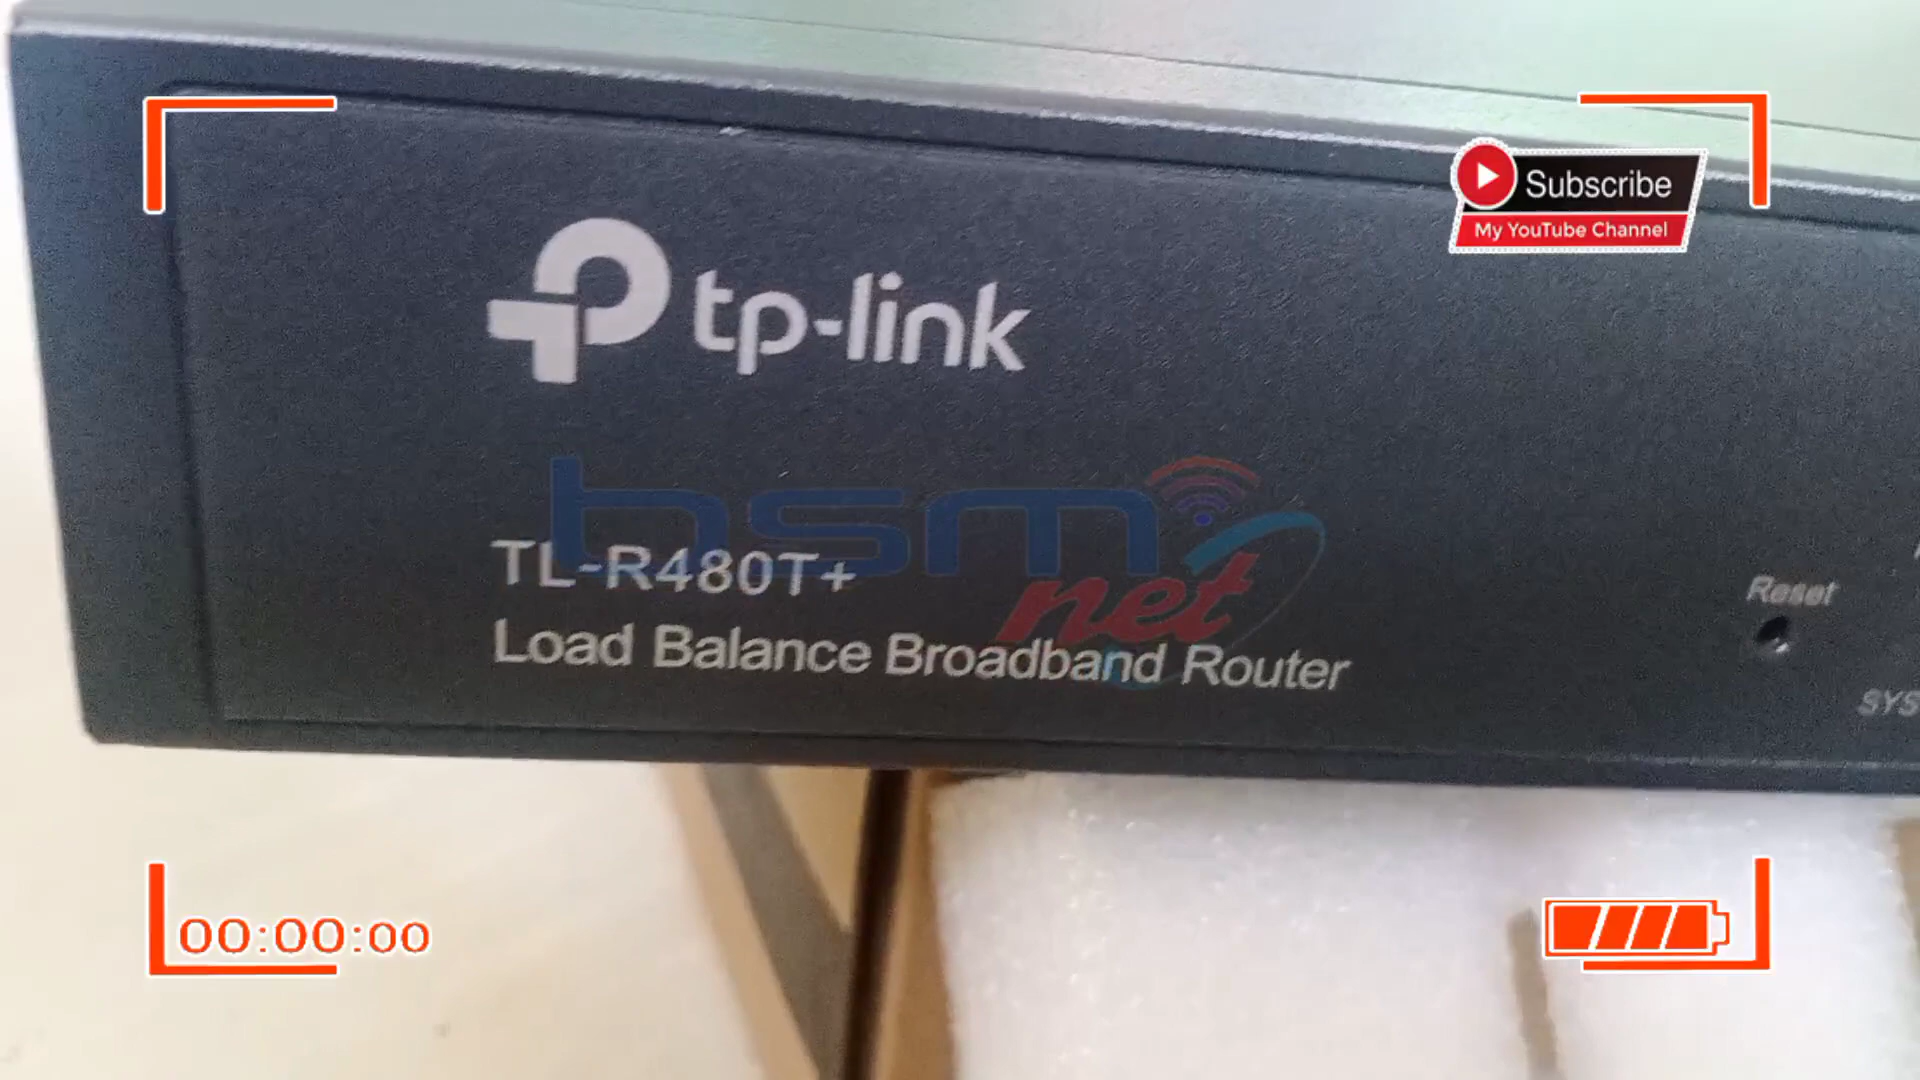 Subscribe
My YouTube Channel
tp-link
bsm
net
TL-R480T+
Load Balance Broadband Router
Reset
SYS
00:00:00